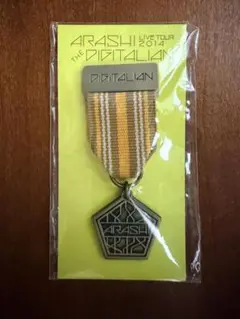 ARASHI LIVE TOUR
2014
THE DIGITALIAN
DIGITALIAN
ARASHI